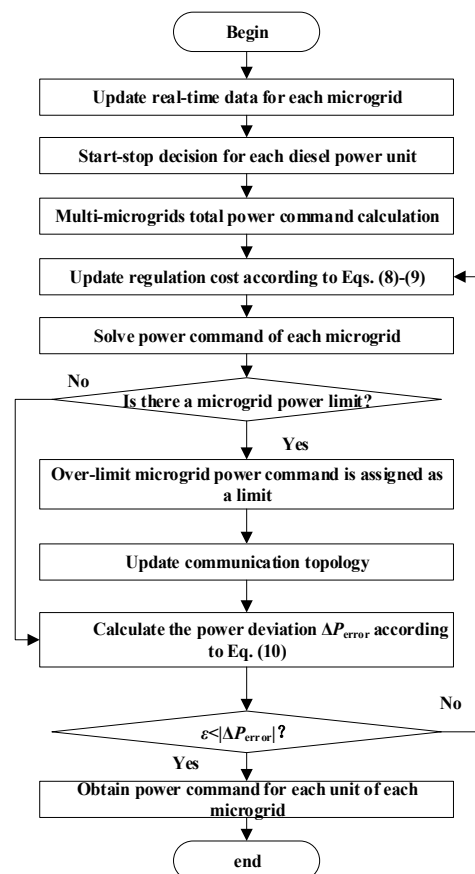 Begin
Update real-time data for each microgrid
Start-stop decision for each diesel power unit
Multi-microgrids total power command calculation
Update regulation cost according to Eqs. (8)-(9)
Solve power command of each microgrid
No
Is there a microgrid power limit?
Yes
Over-limit microgrid power command is assigned as
a limit
Update communication topology
Calculate the power deviation ΔP_error according
to Eq. (10)
No
ε<|ΔP_error|?
Yes
Obtain power command for each unit of each
microgrid
end